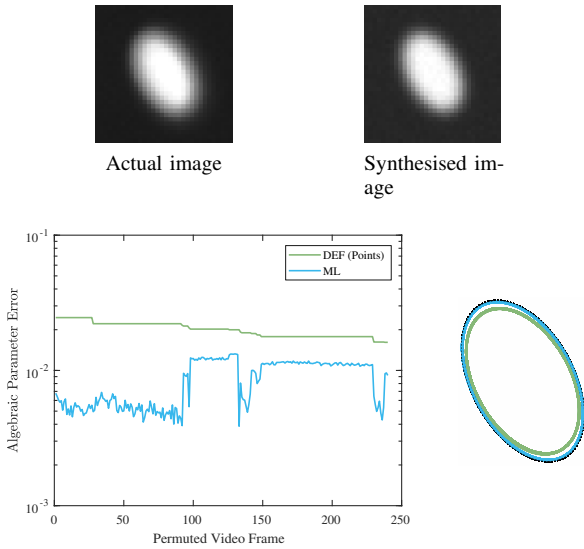 Actual image
Synthesised im-
age
10^-1
10^-2
10^-3
Algebraic Parameter Error
DEF (Points)
ML
0 50 100 150 200 250
Permuted Video Frame